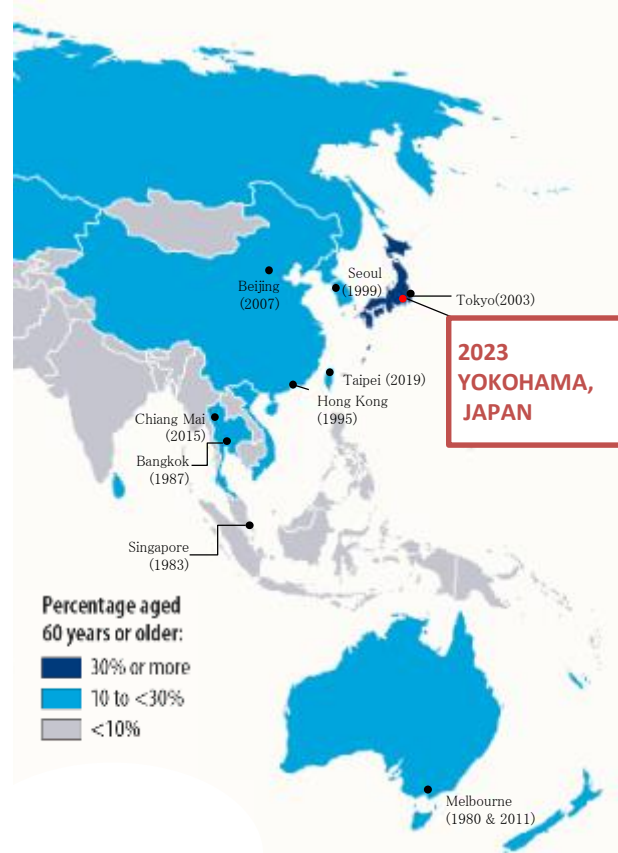 Beijing
(2007)
Seoul
(1999)
Tokyo(2003)
2023
YOKOHAMA,
JAPAN
Taipei (2019)
Hong Kong
(1995)
Chiang Mai
(2015)
Bangkok
(1987)
Singapore
(1983)
Percentage aged
60 years or older:
30% or more
10 to <30%
<10%
Melbourne
(1980 & 2011)